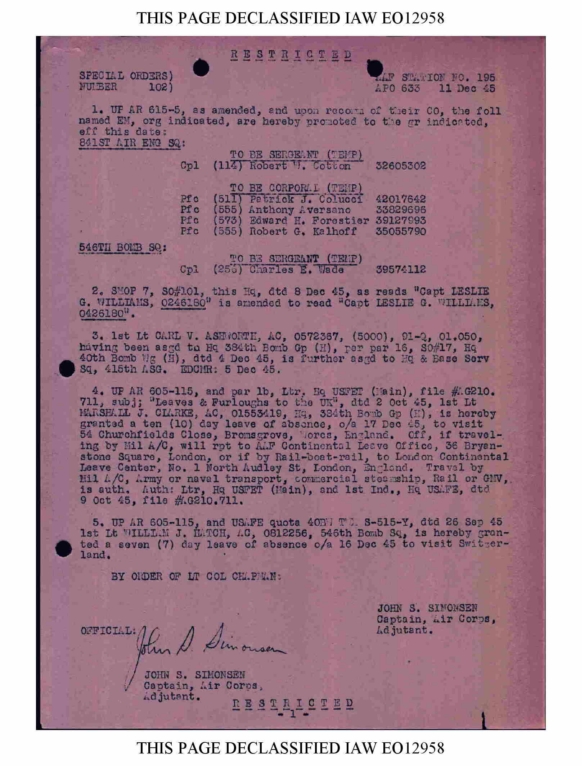 THIS PAGE DECLASSIFIED IAW EO12958
RESTRICTED
SPECIAL ORDERS) AAF STATION NO. 195
NUMBER 102) APO 633 11 Dec 45
1. UP AR 615-5, as amended, and upon recom of their CO, the foll
named EM, org indicated, are hereby promoted to the gr indicated,
eff this date:
841ST AIR ENG SQ:
TO BE SERGEANT (TEMP)
Cpl (114) Robert W. Cotton 32605302
TO BE CORPORAL (TEMP)
Pfc (511) Patrick J. Colucci 42017642
Pfc (555) Anthony Aversano 33829595
Pfc (573) Edward H. Forestier 39127993
Pfc (555) Robert G. Kalhoff 35055790
546TH BOMB SQ:
TO BE SERGEANT (TEMP)
Cpl Charles E. Wade 39574112
2. SMOP 7, SO#101, this Hq, dtd 8 Dec 45, as reads "Capt LESLIE
G. WILLIAMS, 0246180" is amended to read "Capt LESLIE G. WILLIAMS,
0426180".
3. 1st Lt CARL V. ASHWORTH, AC, 0572367, (5000), 91-Q, 01.050,
having been asgd to Hq 384th Bomb Gp (H), per par 16, SO#17, Hq
40th Bomb Wg (H), dtd 4 Dec 45, is further asgd to Hq & Base Serv
Sq, 415th ASG. EDCMR: 5 Dec 45.
4. UP AR 605-115, and par 1b, Ltr, Hq USFET (Main), file #AG210.
711, subj: "Leaves & Furloughs to the UK", dtd 2 Oct 45, 1st Lt
MARSHALL J. CLARKE, AC, 01553419, Hq, 384th Bomb Gp (H), is hereby
granted a ten (10) day leave of absence, o/a 17 Dec 45, to visit
54 Churchfields Close, Bromsgrove, Worcs, England. Off, if travel-
ing by Mil A/C, will rpt to AAF Continental Leave Office, 36 Bryan-
stone Square, London, or if by Rail-boat-rail, to London Continental
Leave Center, No. 1 North Audley St, London, England. Travel by
Mil A/C, Army or naval transport, commercial steamship, Rail or GMV,
is auth. Auth: Ltr, Hq USFET (Main), and 1st Ind., Hq USAFE, dtd
9 Oct 45, file #AG210.711.
5. UP AR 605-115, and USAFE quota S-515-Y, dtd 26 Sep 45
1st Lt WILLIAM J. HATCH, AC, 0812256, 546th Bomb Sq, is hereby gran-
ted a seven (7) day leave of absence o/a 16 Dec 45 to visit Switzer-
land.
BY ORDER OF LT COL CHAPMAN:
JOHN S. SIMONSEN
Captain, Air Corps,
Adjutant.
OFFICIAL: John S. Simonsen
JOHN S. SIMONSEN
Captain, Air Corps,
Adjutant.
RESTRICTED
- 1 -
THIS PAGE DECLASSIFIED IAW EO12958